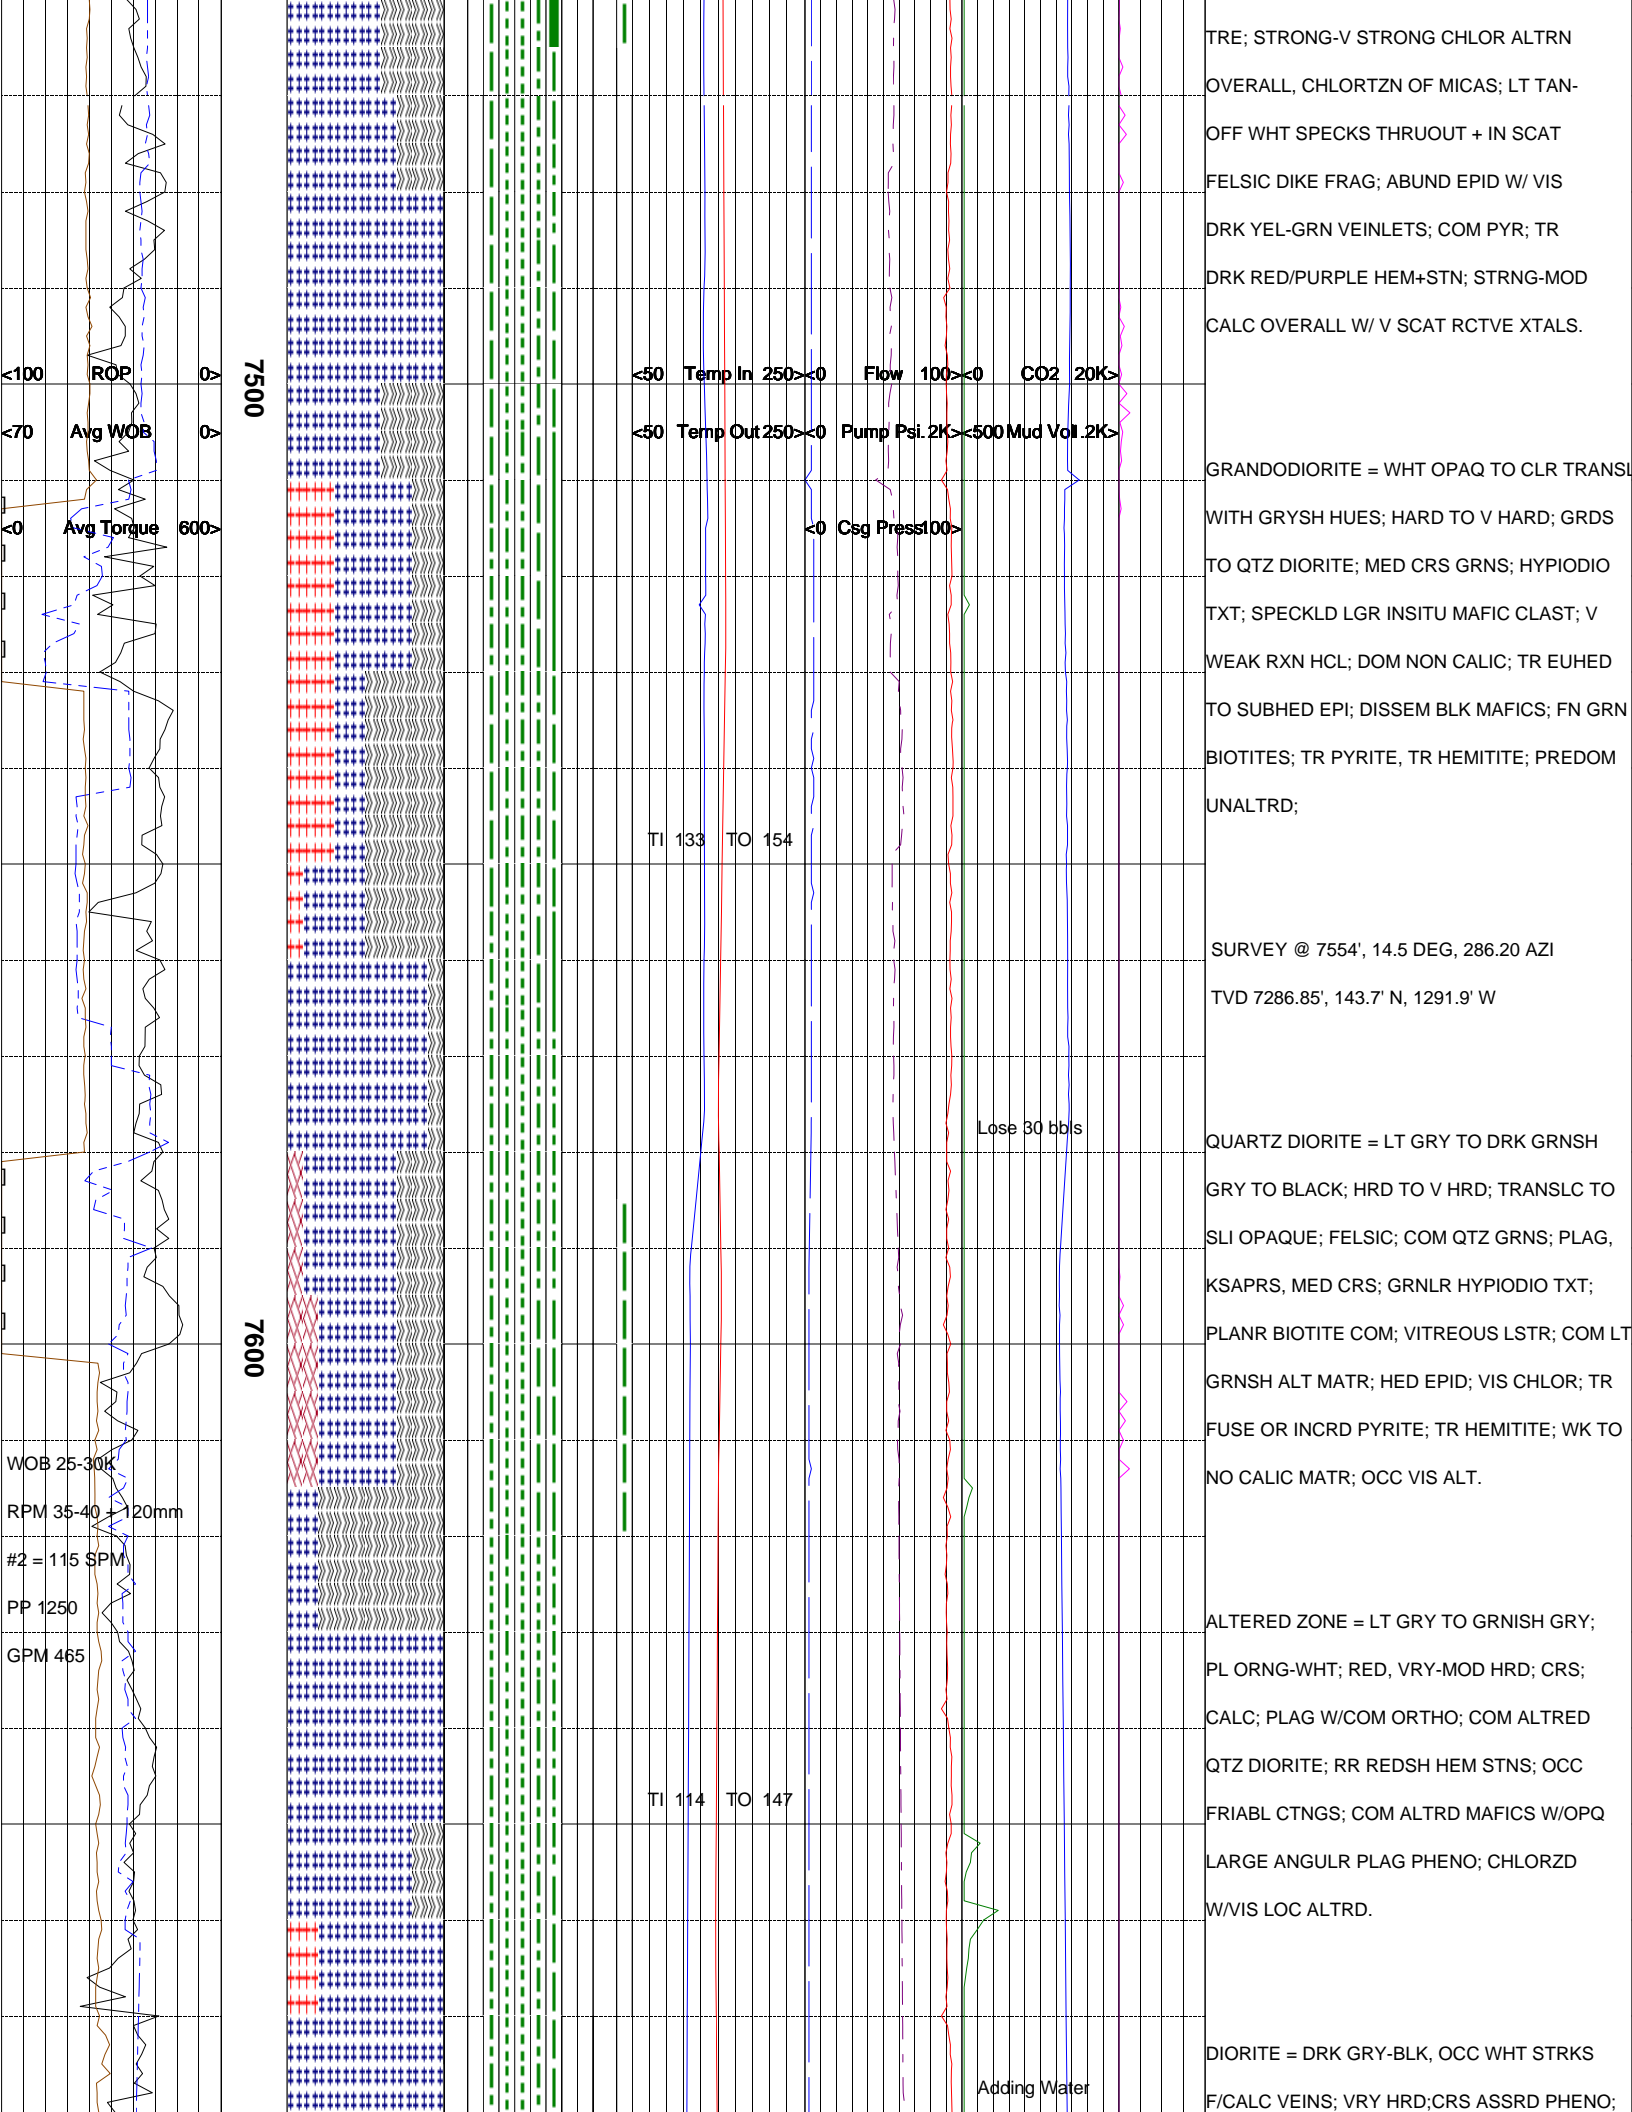 TRE; STRONG-V STRONG CHLOR ALTRN
OVERALL, CHLORTZN OF MICAS; LT TAN-
OFF WHT SPECKS THRUOUT + IN SCAT
FELSIC DIKE FRAG; ABUND EPID W/ VIS
DRK YEL-GRN VEINLETS; COM PYR; TR
DRK RED/PURPLE HEM+STN; STRNG-MOD
CALC OVERALL W/ V SCAT RCTVE XTALS.
<100 ROP 0>
7500
<50 Temp In 250> <0 Flow 100> <0 CO2 20K>
<70 Avg WOB 0>
<50 Temp Out 250> <0 Pump Psi. 2K> <500 Mud Vol .2K>
<0 Avg Torque 600>
<0 Csg Press 100>
GRANDODIORITE = WHT OPAQ TO CLR TRANSL
WITH GRYSH HUES; HARD TO V HARD; GRDS
TO QTZ DIORITE; MED CRS GRNS; HYPIODIO
TXT; SPECKLD LGR INSITU MAFIC CLAST; V
WEAK RXN HCL; DOM NON CALIC; TR EUHED
TO SUBHED EPI; DISSEM BLK MAFICS; FN GRN
BIOTITES; TR PYRITE, TR HEMITITE; PREDOM
UNALTRD;
]
]
]
]
TI 133 TO 154
SURVEY @ 7554', 14.5 DEG, 286.20 AZI
TVD 7286.85', 143.7' N, 1291.9' W
Lose 30 bbls
QUARTZ DIORITE = LT GRY TO DRK GRNSH
GRY TO BLACK; HRD TO V HRD; TRANSLC TO
SLI OPAQUE; FELSIC; COM QTZ GRNS; PLAG,
KSAPRS, MED CRS; GRNLR HYPIODIO TXT;
PLANR BIOTITE COM; VITREOUS LSTR; COM LT
GRNSH ALT MATR; HED EPID; VIS CHLOR; TR
FUSE OR INCRD PYRITE; TR HEMITITE; WK TO
NO CALIC MATR; OCC VIS ALT.
]
]
]
]
7600
WOB 25-30K
RPM 35-40 + 120mm
#2 = 115 SPM
PP 1250
GPM 465
ALTERED ZONE = LT GRY TO GRNISH GRY;
PL ORNG-WHT; RED, VRY-MOD HRD; CRS;
CALC; PLAG W/COM ORTHO; COM ALTRED
QTZ DIORITE; RR REDSH HEM STNS; OCC
FRIABL CTNGS; COM ALTRD MAFICS W/OPQ
LARGE ANGULR PLAG PHENO; CHLORZD
W/VIS LOC ALTRD.
TI 114 TO 147
Adding Water
DIORITE = DRK GRY-BLK, OCC WHT STRKS
F/CALC VEINS; VRY HRD;CRS ASSRD PHENO;